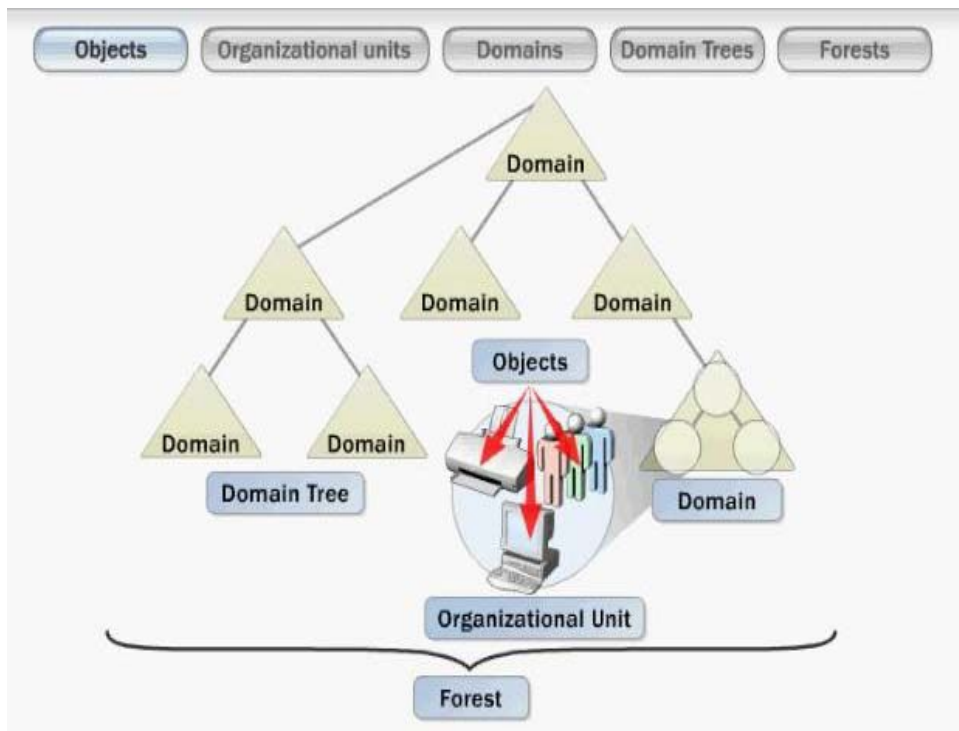 Objects
Organizational units
Domains
Domain Trees
Forests
Domain
Domain
Domain
Domain
Objects
Domain
Domain
Domain Tree
Domain
Organizational Unit
Forest